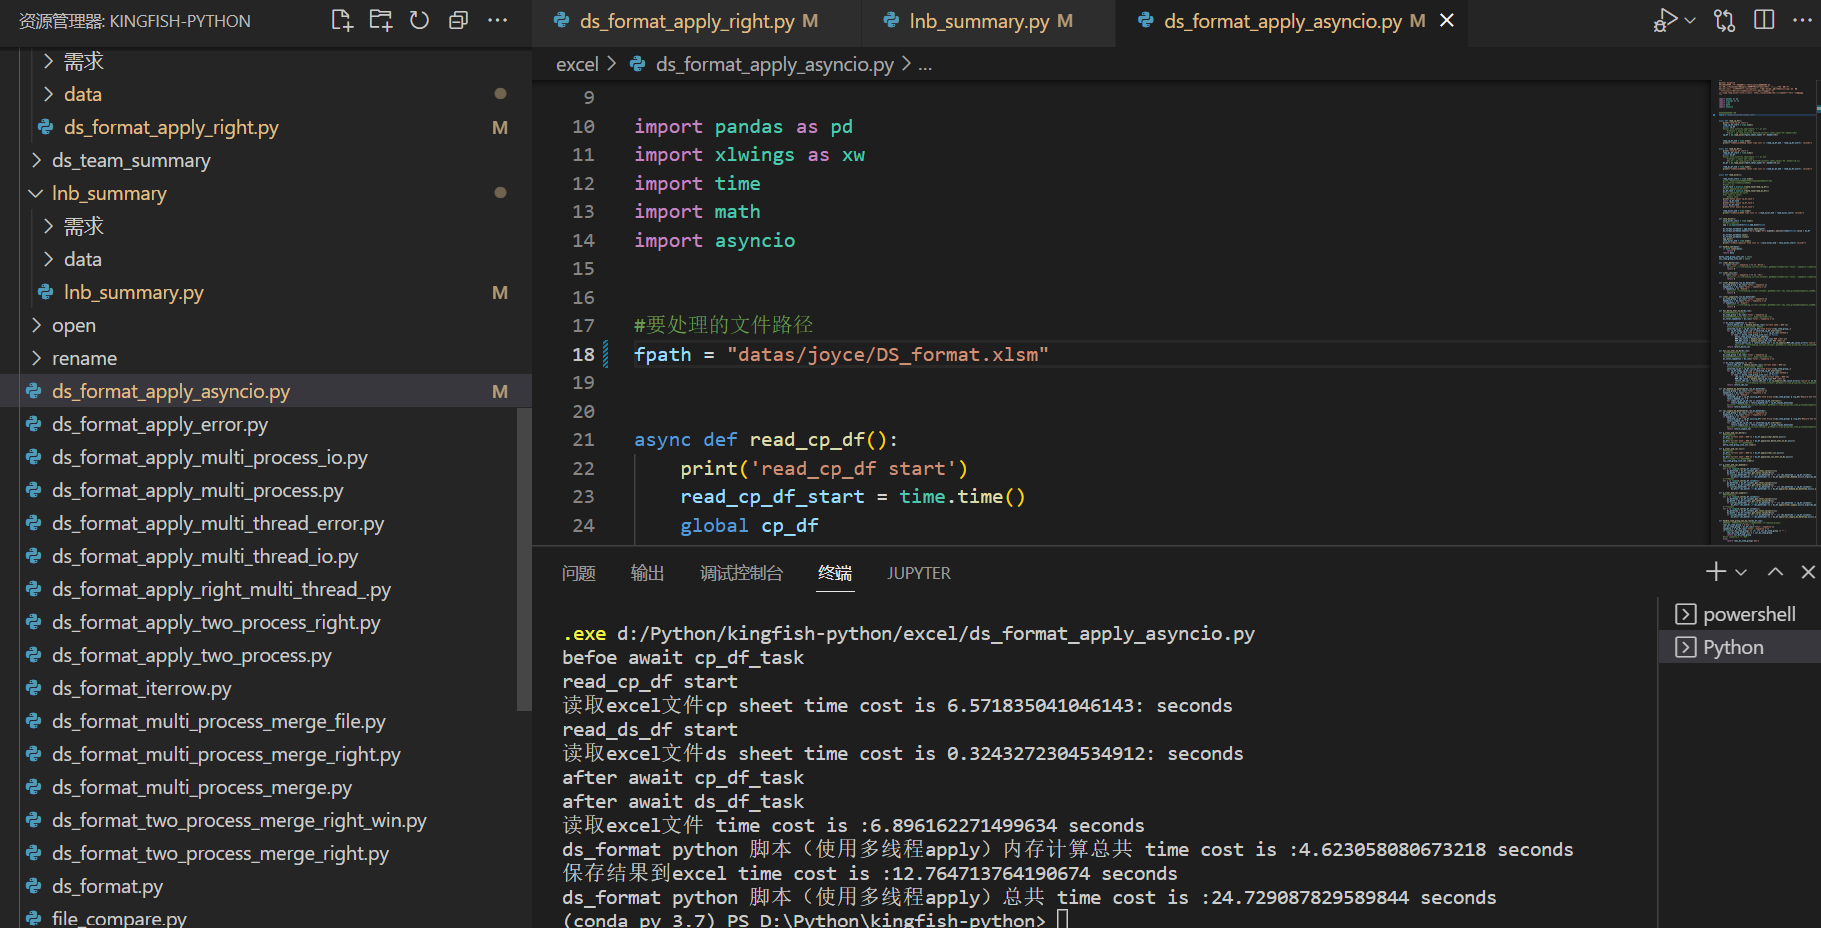 资源管理器: KINGFISH-PYTHON
需求
data
ds_format_apply_right.py M
ds_team_summary
lnb_summary
需求
data
lnb_summary.py M
open
rename
ds_format_apply_asyncio.py M
ds_format_apply_error.py
ds_format_apply_multi_process_io.py
ds_format_apply_multi_process.py
ds_format_apply_multi_thread_error.py
ds_format_apply_multi_thread_io.py
ds_format_apply_right_multi_thread_.py
ds_format_apply_two_process_right.py
ds_format_apply_two_process.py
ds_format_iterrow.py
ds_format_multi_process_merge_file.py
ds_format_multi_process_merge_right.py
ds_format_multi_process_merge.py
ds_format_two_process_merge_right_win.py
ds_format_two_process_merge_right.py
ds_format.py
file_compare.py
ds_format_apply_right.py M
lnb_summary.py M
ds_format_apply_asyncio.py M
excel > ds_format_apply_asyncio.py > ...
9
10 import pandas as pd
11 import xlwings as xw
12 import time
13 import math
14 import asyncio
15
16
17 #要处理的文件路径
18 fpath = "datas/joyce/DS_format.xlsm"
19
20
21 async def read_cp_df():
22 print('read_cp_df start')
23 read_cp_df_start = time.time()
24 global cp_df
问题 输出 调试控制台 终端 JUPYTER
.exe d:/Python/kingfish-python/excel/ds_format_apply_asyncio.py
befoe await cp_df_task
read_cp_df start
读取excel文件cp sheet time cost is 6.571835041046143: seconds
read_ds_df start
读取excel文件ds sheet time cost is 0.3243272304534912: seconds
after await cp_df_task
after await ds_df_task
读取excel文件 time cost is :6.896162271499634 seconds
ds_format python 脚本（使用多线程apply）内存计算总共 time cost is :4.623058080673218 seconds
保存结果到excel time cost is :12.764713764190674 seconds
ds_format python 脚本（使用多线程apply）总共 time cost is :24.729087829589844 seconds
(conda_py_3.7) PS D:\Python\kingfish-python>
powershell
Python